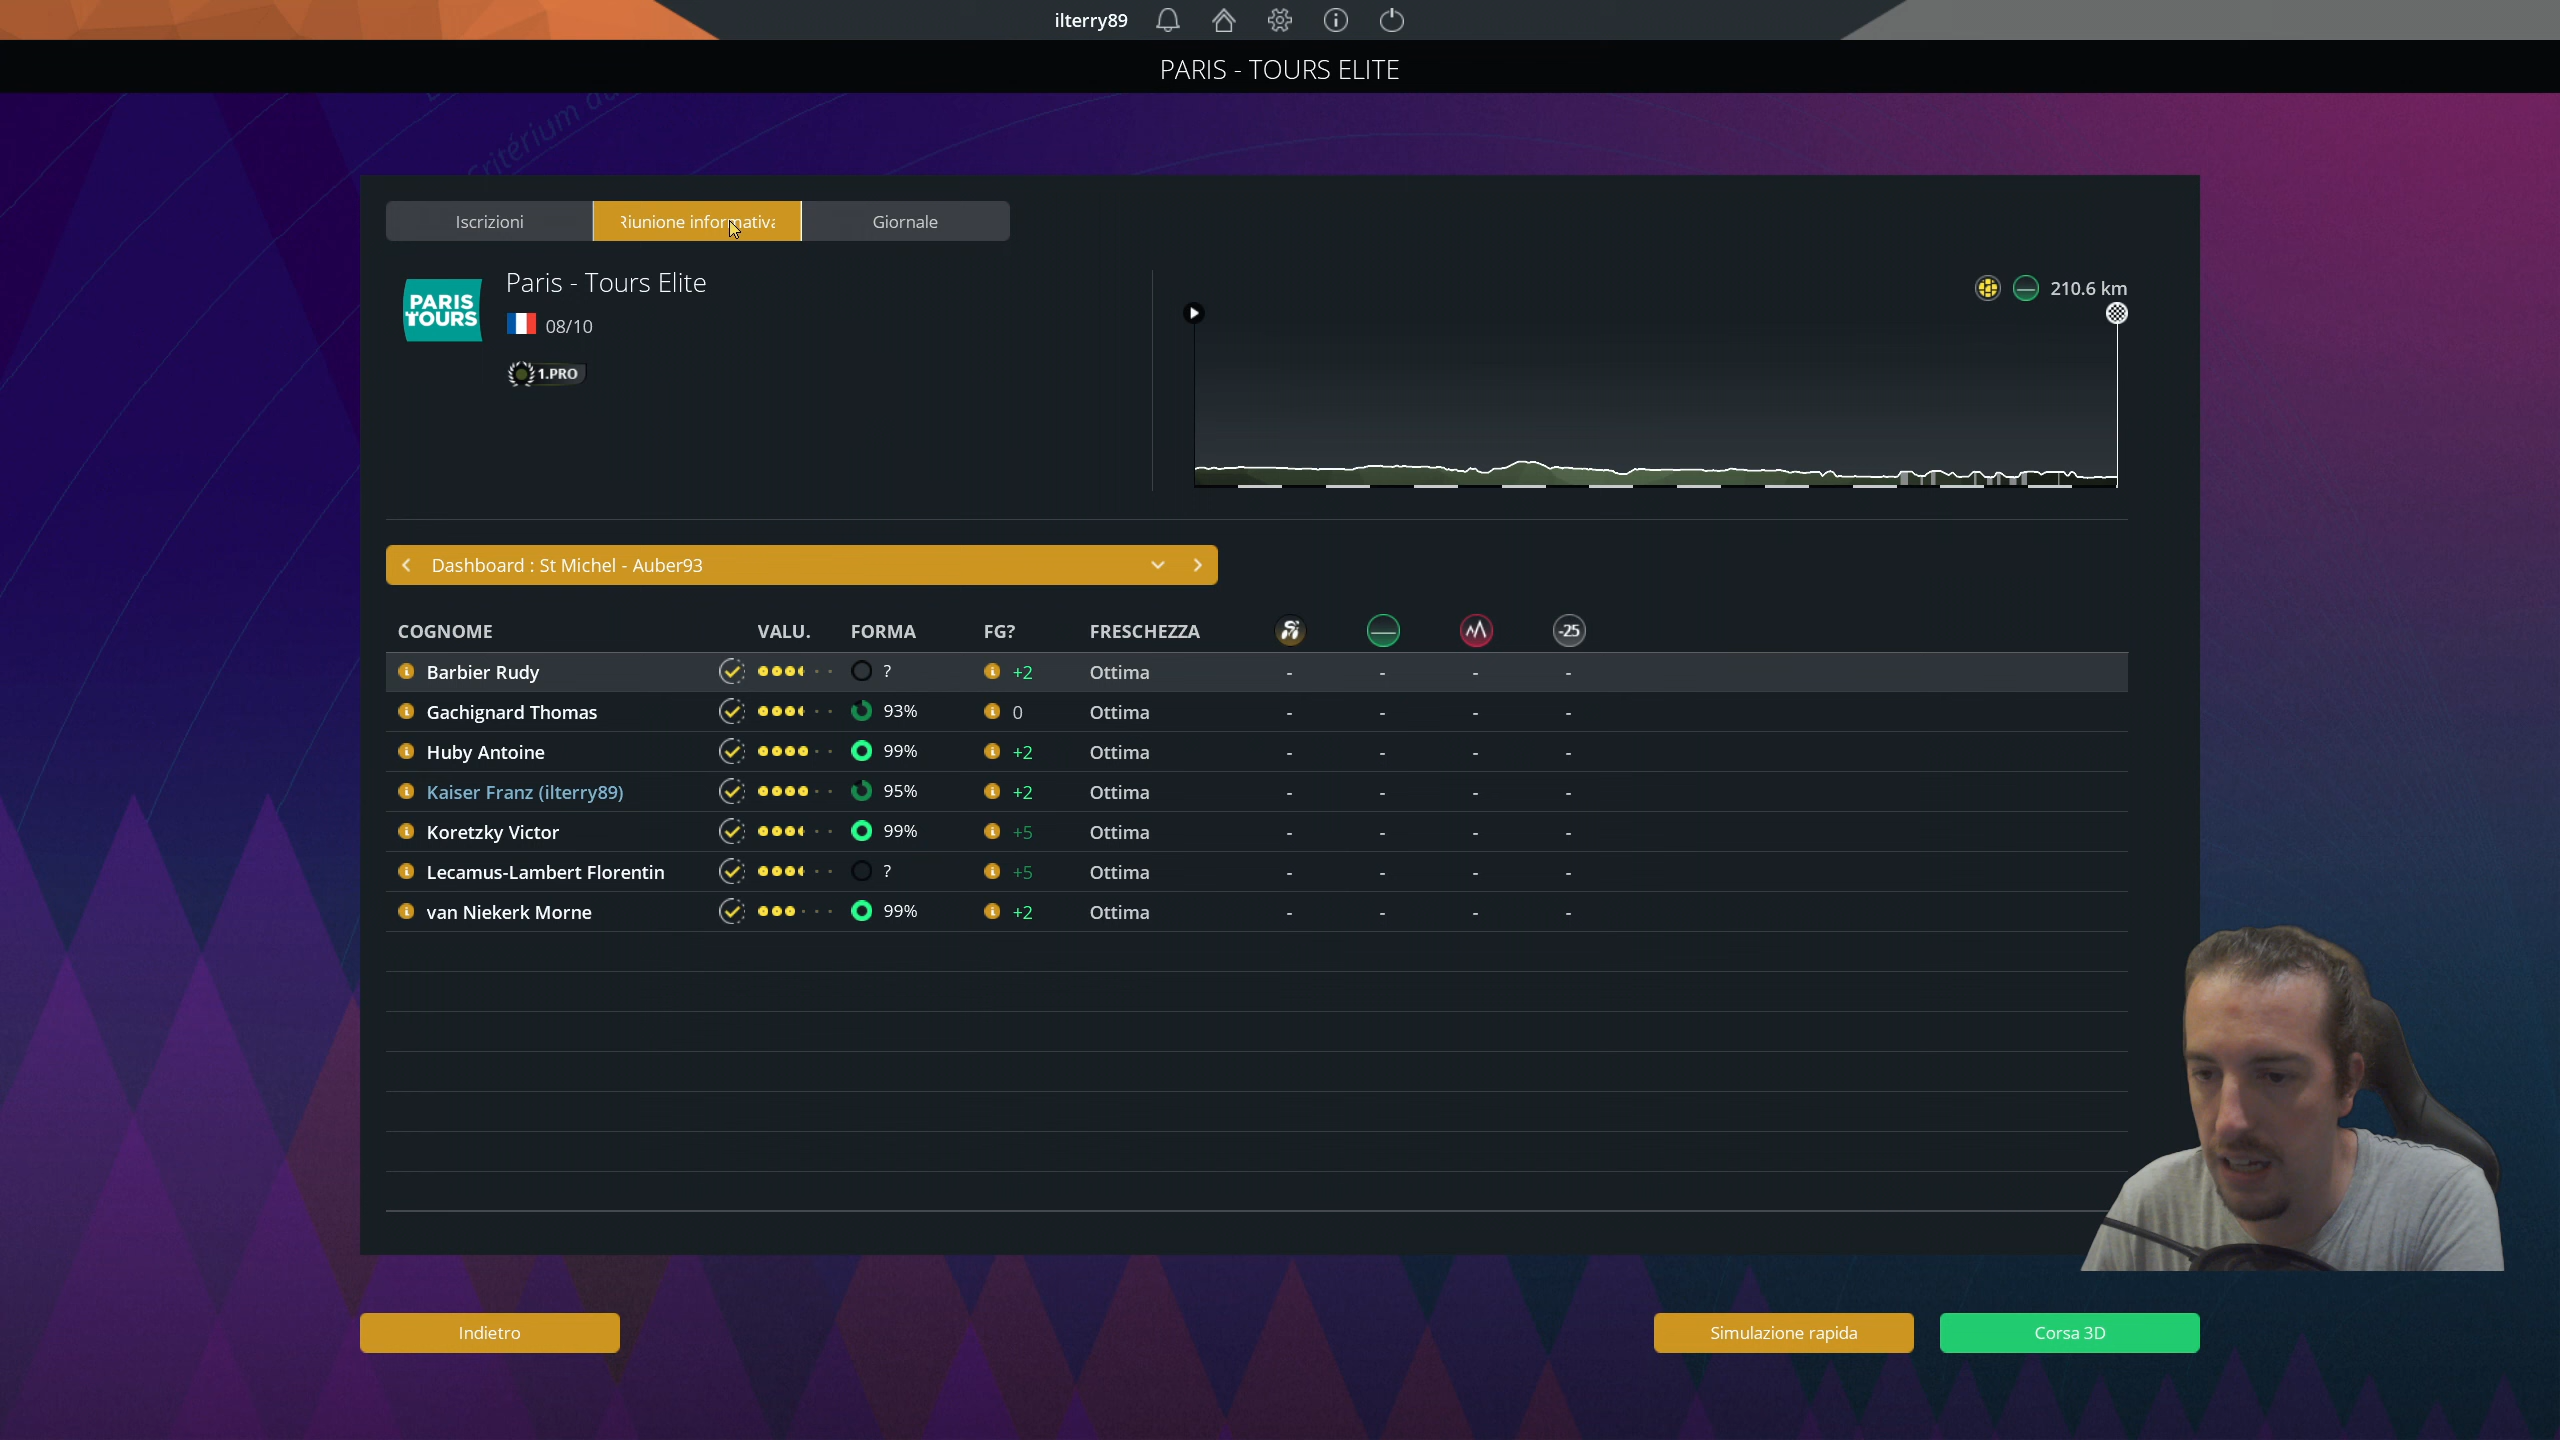 ilterry89
PARIS - TOURS ELITE
Iscrizioni
Riunione informativa
Giornale
PARIS
TOURS
Paris - Tours Elite
08/10
1.PRO
210.6 km
Dashboard : St Michel - Auber93
COGNOME VALU. FORMA FG? FRESCHEZZA -25
Barbier Rudy ? +2 Ottima - - - -
Gachignard Thomas 93% 0 Ottima - - - -
Huby Antoine 99% +2 Ottima - - - -
Kaiser Franz (ilterry89) 95% +2 Ottima - - - -
Koretzky Victor 99% +5 Ottima - - - -
Lecamus-Lambert Florentin ? +5 Ottima - - - -
van Niekerk Morne 99% +2 Ottima - - - -
Indietro
Simulazione rapida
Corsa 3D